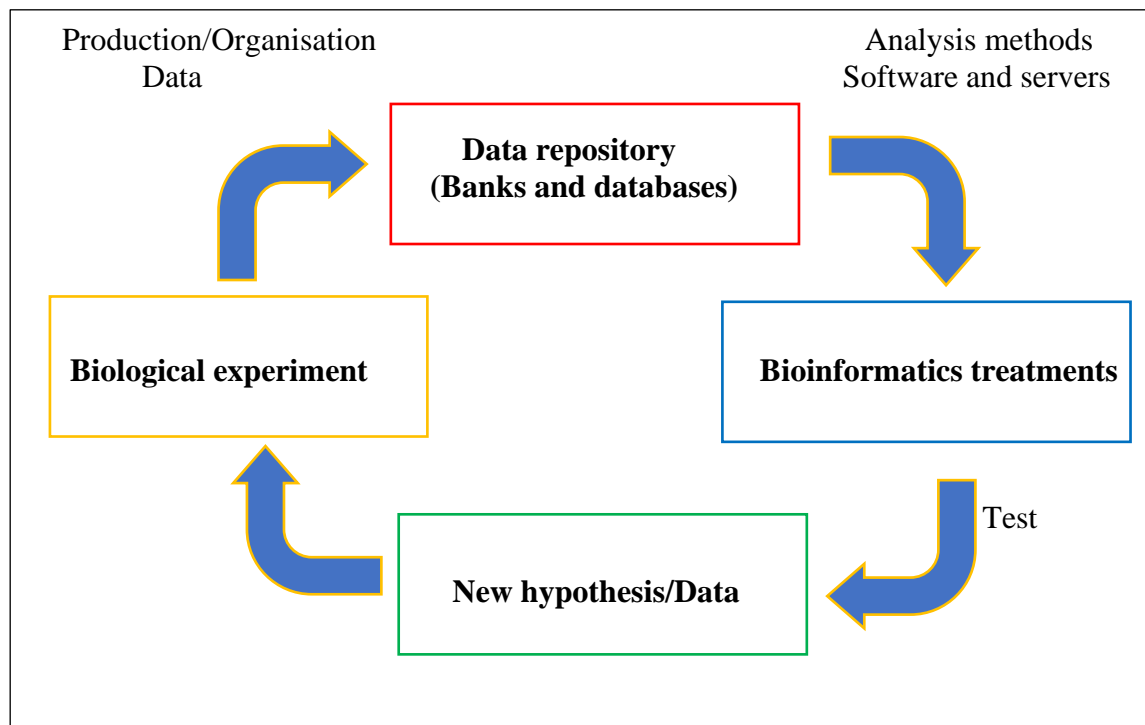 Production/Organisation
Data
Analysis methods
Software and servers
Data repository
(Banks and databases)
Biological experiment
Bioinformatics treatments
Test
New hypothesis/Data